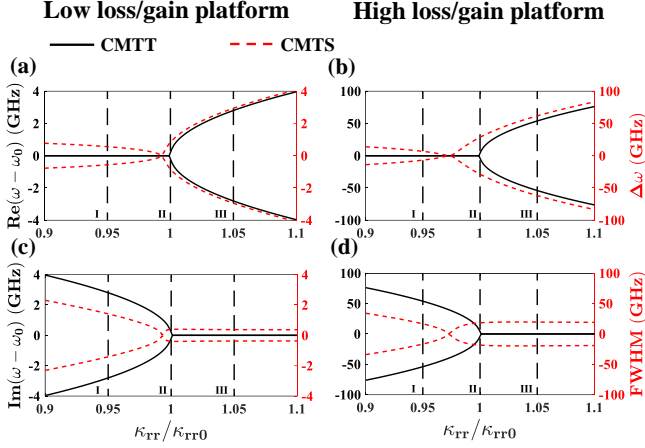 Low loss/gain platform High loss/gain platform
CMTT CMTS
(a) (b)
Re(ω − ω₀) (GHz)
4 2 0 -2 -4
4 2 0 -2 -4
I II III
0.9 0.95 1 1.05 1.1
100 50 0 -50 -100
100 50 0 -50 -100
Δω (GHz)
I II III
0.9 0.95 1 1.05 1.1
(c) (d)
Im(ω − ω₀) (GHz)
4 2 0 -2 -4
4 2 0 -2 -4
I II III
0.9 0.95 1 1.05 1.1
κrr/κrr0
100 50 0 -50 -100
100 50 0 -50 -100
FWHM (GHz)
I II III
0.9 0.95 1 1.05 1.1
κrr/κrr0